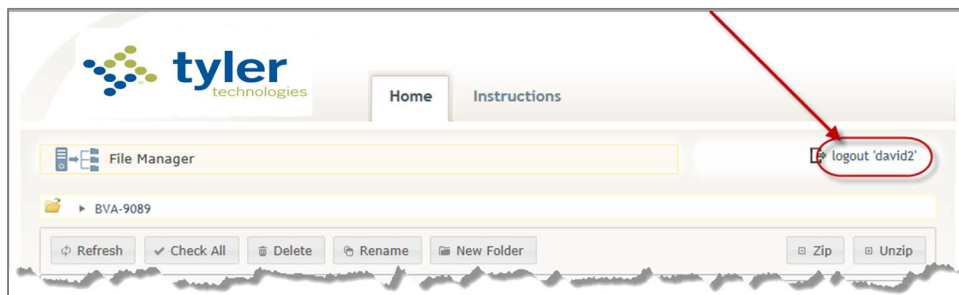 tyler
technologies
Home Instructions
File Manager
logout 'david2'
BVA-9089
Refresh Check All Delete Rename New Folder Zip Unzip